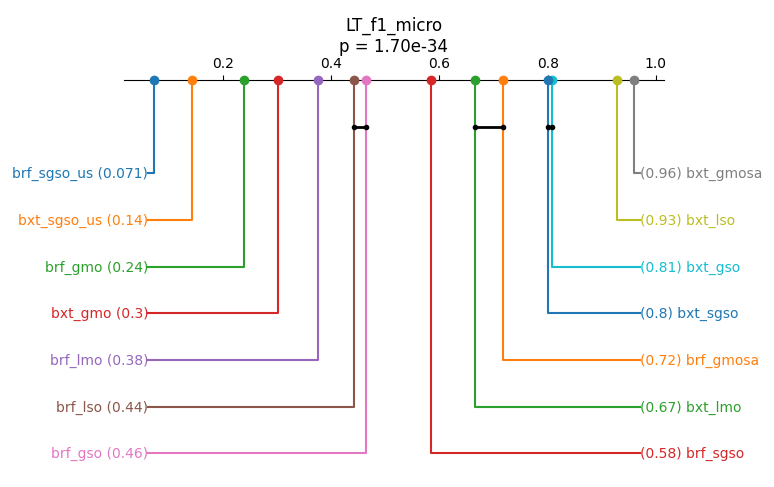 LT_f1_micro
p = 1.70e-34
0.2 0.4 0.6 0.8 1.0
brf_sgso_us (0.071)
bxt_sgso_us (0.14)
brf_gmo (0.24)
bxt_gmo (0.3)
brf_lmo (0.38)
brf_lso (0.44)
brf_gso (0.46)
(0.96) bxt_gmosa
(0.93) bxt_lso
(0.81) bxt_gso
(0.8) bxt_sgso
(0.72) brf_gmosa
(0.67) bxt_lmo
(0.58) brf_sgso